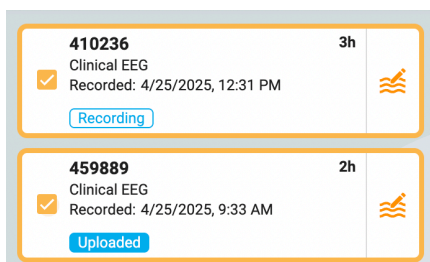 410236 3h
Clinical EEG
Recorded: 4/25/2025, 12:31 PM
Recording
459889 2h
Clinical EEG
Recorded: 4/25/2025, 9:33 AM
Uploaded